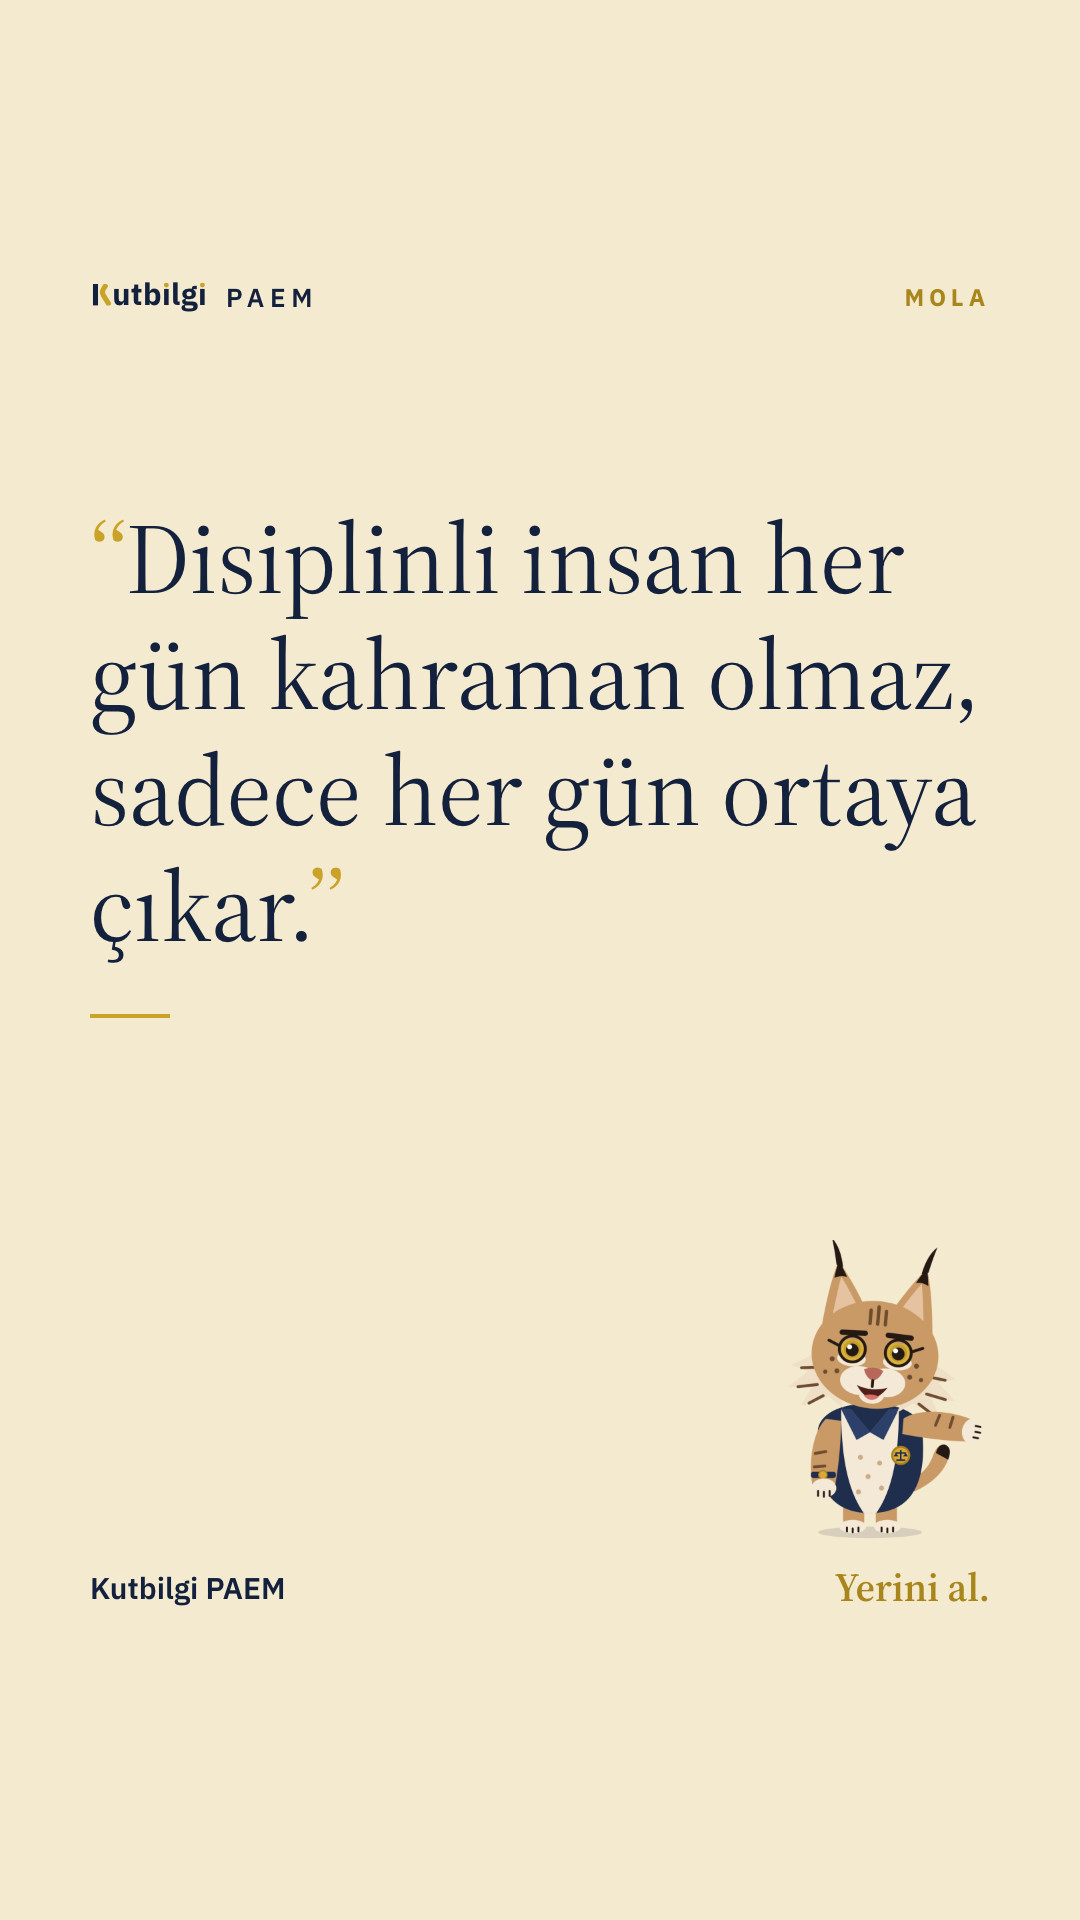 Kutbilgi PAEM
MOLA
“Disiplinli insan her
gün kahraman olmaz,
sadece her gün ortaya
çıkar.”
Kutbilgi PAEM
Yerini al.